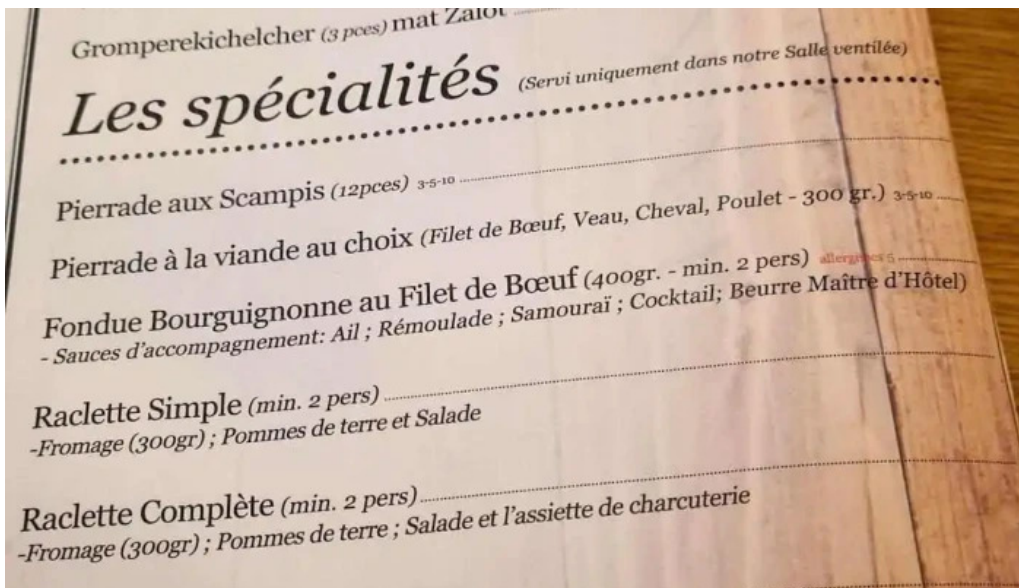 Gromperekichelcher (3 pces) mat Zalot
Les spécialités (Servi uniquement dans notre Salle ventilée)
Pierrade aux Scampis (12pces) 3-5-10
Pierrade à la viande au choix (Filet de Bœuf, Veau, Cheval, Poulet - 300 gr.) 3-5-10
Fondue Bourguignonne au Filet de Bœuf (400gr. - min. 2 pers) allergènes 5
- Sauces d'accompagnement: Ail ; Rémoulade ; Samouraï ; Cocktail; Beurre Maître d'Hôtel)
Raclette Simple (min. 2 pers)
-Fromage (300gr) ; Pommes de terre et Salade
Raclette Complète (min. 2 pers)
-Fromage (300gr) ; Pommes de terre ; Salade et l'assiette de charcuterie